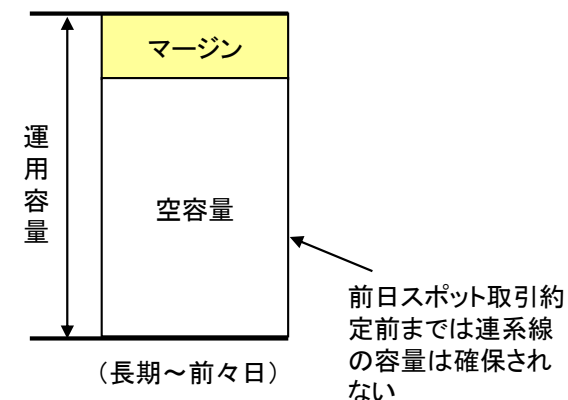 マージン
運用容量
空容量
前日スポット取引約
定前までは連系線
の容量は確保され
ない
（長期～前々日）